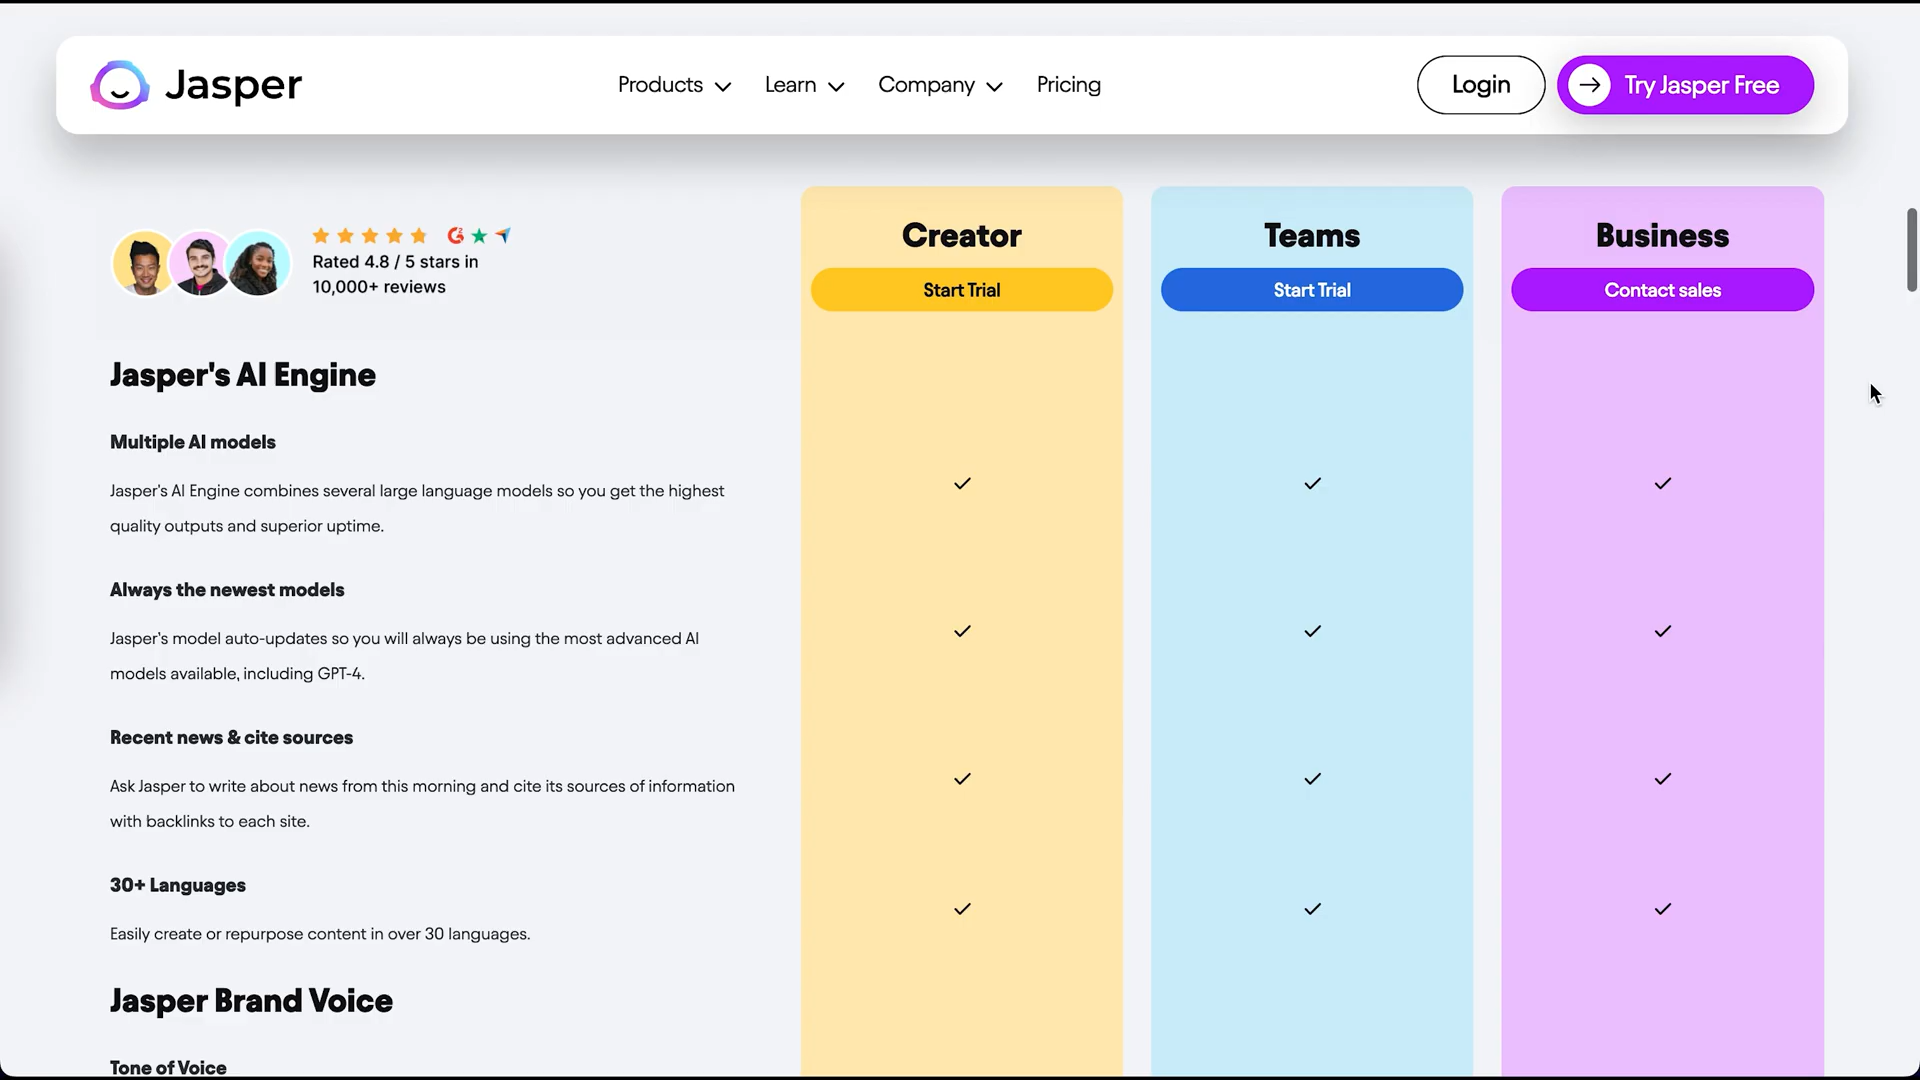 Jasper
Products
Learn
Company
Pricing
Login
Try Jasper Free
Rated 4.8 / 5 stars in
10,000+ reviews
Creator
Start Trial
Teams
Start Trial
Business
Contact sales
Jasper's AI Engine
Multiple AI models
Jasper's AI Engine combines several large language models so you get the highest
quality outputs and superior uptime.
Always the newest models
Jasper's model auto-updates so you will always be using the most advanced AI
models available, including GPT-4.
Recent news & cite sources
Ask Jasper to write about news from this morning and cite its sources of information
with backlinks to each site.
30+ Languages
Easily create or repurpose content in over 30 languages.
Jasper Brand Voice
Tone of Voice